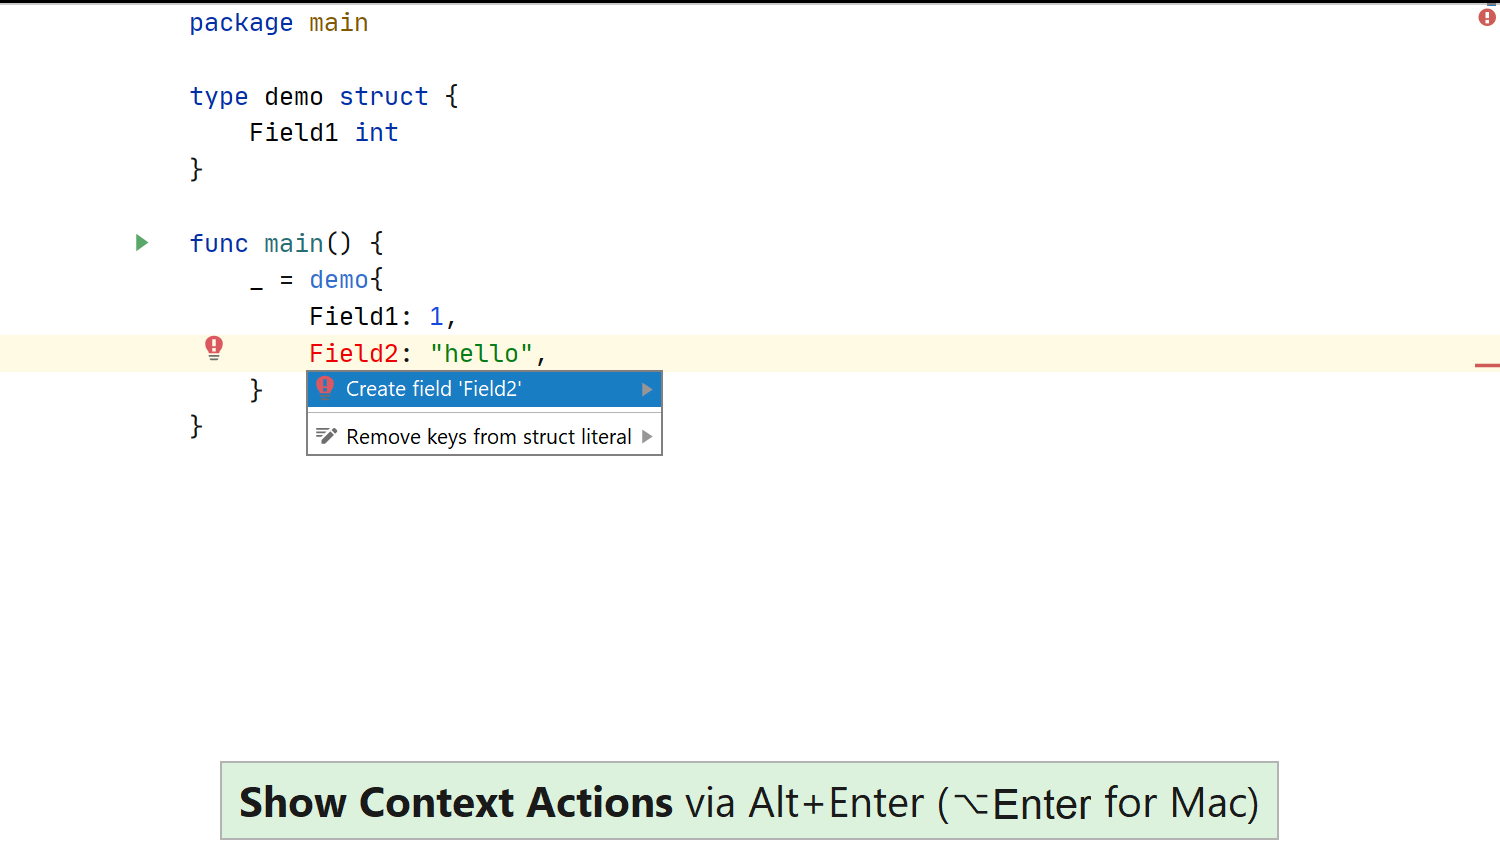 package main
type demo struct {
    Field1 int
}
func main() {
    _ = demo{
        Field1: 1,
        Field2: "hello",
    }
}
Create field 'Field2'
Remove keys from struct literal
Show Context Actions via Alt+Enter (⌥Enter for Mac)